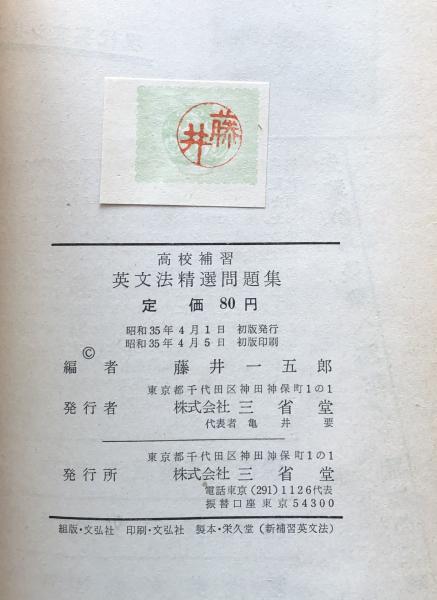 藤井
高校補習
英文法精選問題集
定価 80円
昭和35年4月1日 初版発行
昭和35年4月5日 初版印刷
©
編者 藤井一五郎
東京都千代田区神田神保町1の1
発行者 株式会社 三省堂
代表者 亀井要
東京都千代田区神田神保町1の1
発行所 株式会社 三省堂
電話東京(291)1126代表
振替口座東京54300
組版・文弘社 印刷・文弘社 製本・栄久堂(新補習英文法)